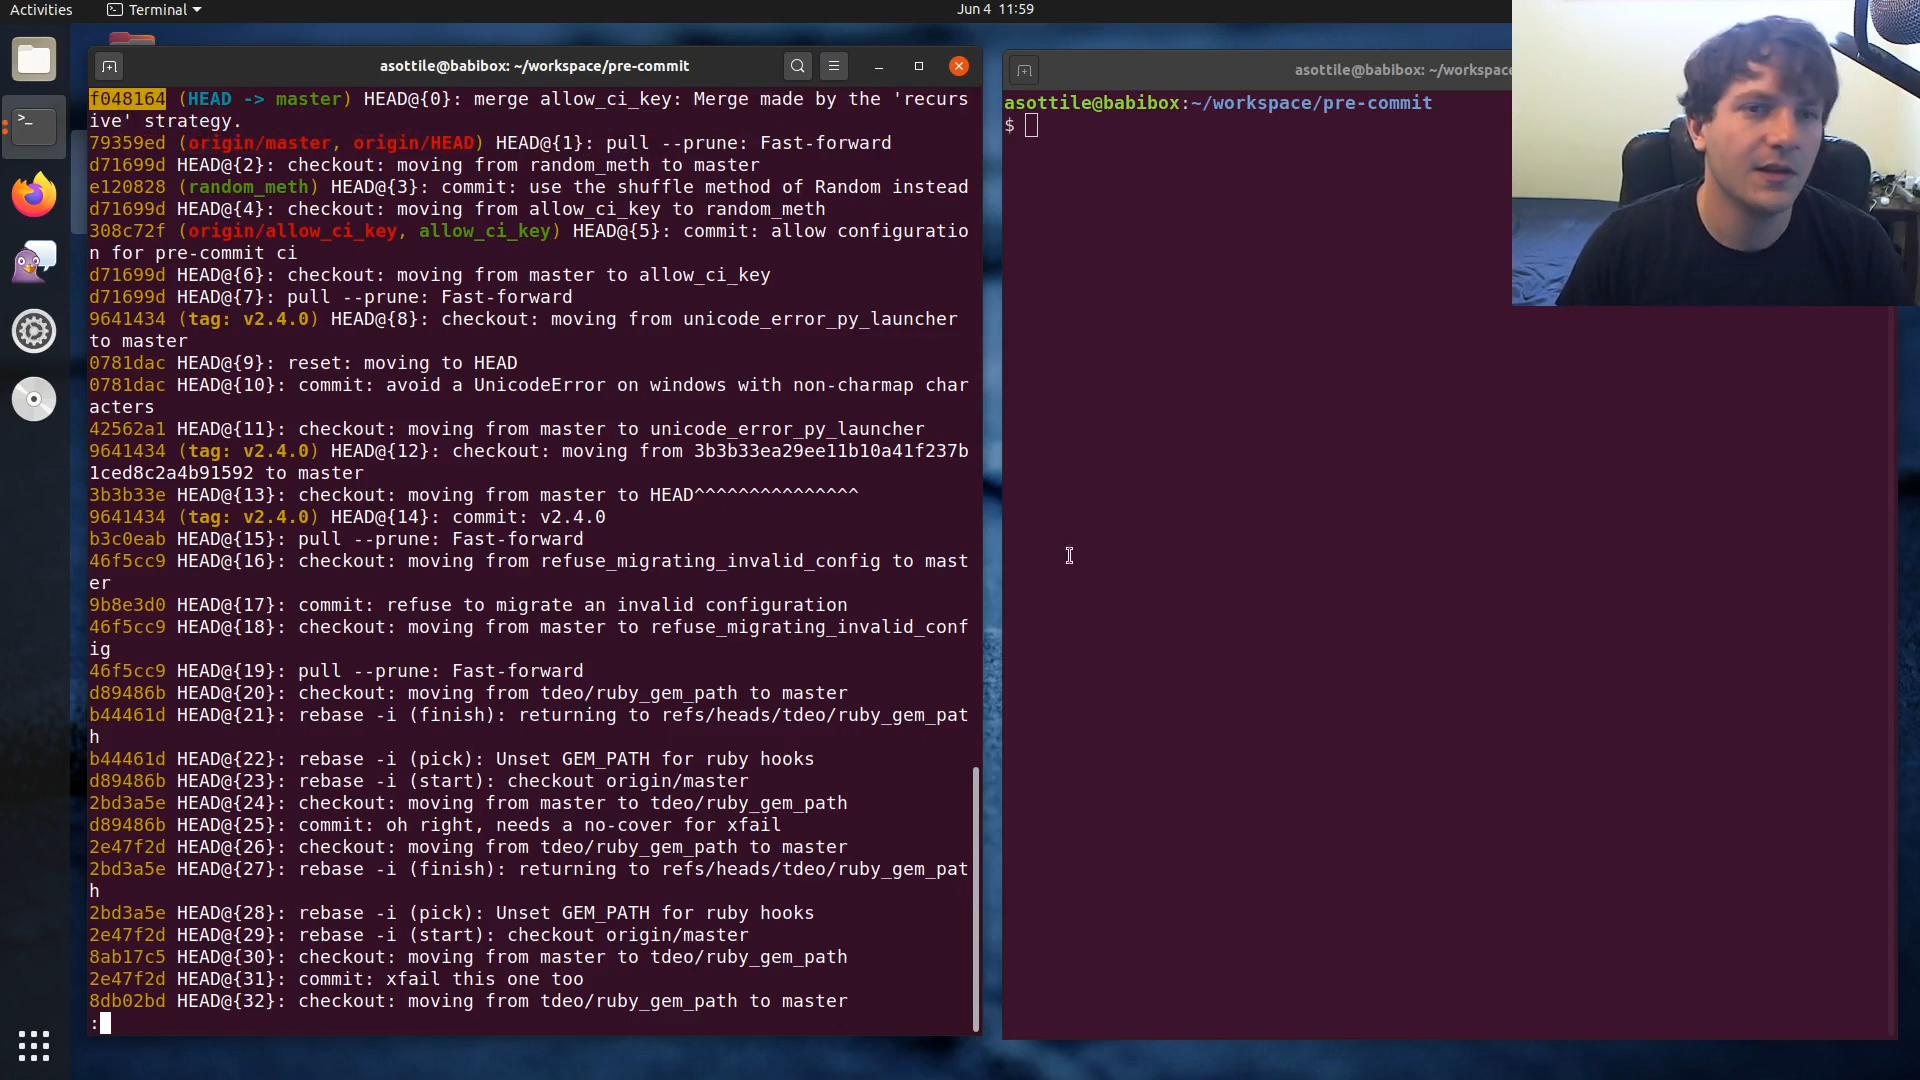 Activities
Terminal
Jun 4 11:59
asottile@babibox: ~/workspace/pre-commit
f048164 (HEAD -> master) HEAD@{0}: merge allow_ci_key: Merge made by the 'recurs
ive' strategy.
79359ed (origin/master, origin/HEAD) HEAD@{1}: pull --prune: Fast-forward
d71699d HEAD@{2}: checkout: moving from random_meth to master
e120828 (random_meth) HEAD@{3}: commit: use the shuffle method of Random instead
d71699d HEAD@{4}: checkout: moving from allow_ci_key to random_meth
308c72f (origin/allow_ci_key, allow_ci_key) HEAD@{5}: commit: allow configuratio
n for pre-commit ci
d71699d HEAD@{6}: checkout: moving from master to allow_ci_key
d71699d HEAD@{7}: pull --prune: Fast-forward
9641434 (tag: v2.4.0) HEAD@{8}: checkout: moving from unicode_error_py_launcher
to master
0781dac HEAD@{9}: reset: moving to HEAD
0781dac HEAD@{10}: commit: avoid a UnicodeError on windows with non-charmap char
acters
42562a1 HEAD@{11}: checkout: moving from master to unicode_error_py_launcher
9641434 (tag: v2.4.0) HEAD@{12}: checkout: moving from 3b3b33ea29ee11b10a41f237b
1ced8c2a4b91592 to master
3b3b33e HEAD@{13}: checkout: moving from master to HEAD^^^^^^^^^^^^^^^
9641434 (tag: v2.4.0) HEAD@{14}: commit: v2.4.0
b3c0eab HEAD@{15}: pull --prune: Fast-forward
46f5cc9 HEAD@{16}: checkout: moving from refuse_migrating_invalid_config to mast
er
9b8e3d0 HEAD@{17}: commit: refuse to migrate an invalid configuration
46f5cc9 HEAD@{18}: checkout: moving from master to refuse_migrating_invalid_conf
ig
46f5cc9 HEAD@{19}: pull --prune: Fast-forward
d89486b HEAD@{20}: checkout: moving from tdeo/ruby_gem_path to master
b44461d HEAD@{21}: rebase -i (finish): returning to refs/heads/tdeo/ruby_gem_pat
h
b44461d HEAD@{22}: rebase -i (pick): Unset GEM_PATH for ruby hooks
d89486b HEAD@{23}: rebase -i (start): checkout origin/master
2bd3a5e HEAD@{24}: checkout: moving from master to tdeo/ruby_gem_path
d89486b HEAD@{25}: commit: oh right, needs a no-cover for xfail
2e47f2d HEAD@{26}: checkout: moving from tdeo/ruby_gem_path to master
2bd3a5e HEAD@{27}: rebase -i (finish): returning to refs/heads/tdeo/ruby_gem_pat
h
2bd3a5e HEAD@{28}: rebase -i (pick): Unset GEM_PATH for ruby hooks
2e47f2d HEAD@{29}: rebase -i (start): checkout origin/master
8ab17c5 HEAD@{30}: checkout: moving from master to tdeo/ruby_gem_path
2e47f2d HEAD@{31}: commit: xfail this one too
8db02bd HEAD@{32}: checkout: moving from tdeo/ruby_gem_path to master
:
asottile@babibox: ~/workspace
asottile@babibox:~/workspace/pre-commit
$